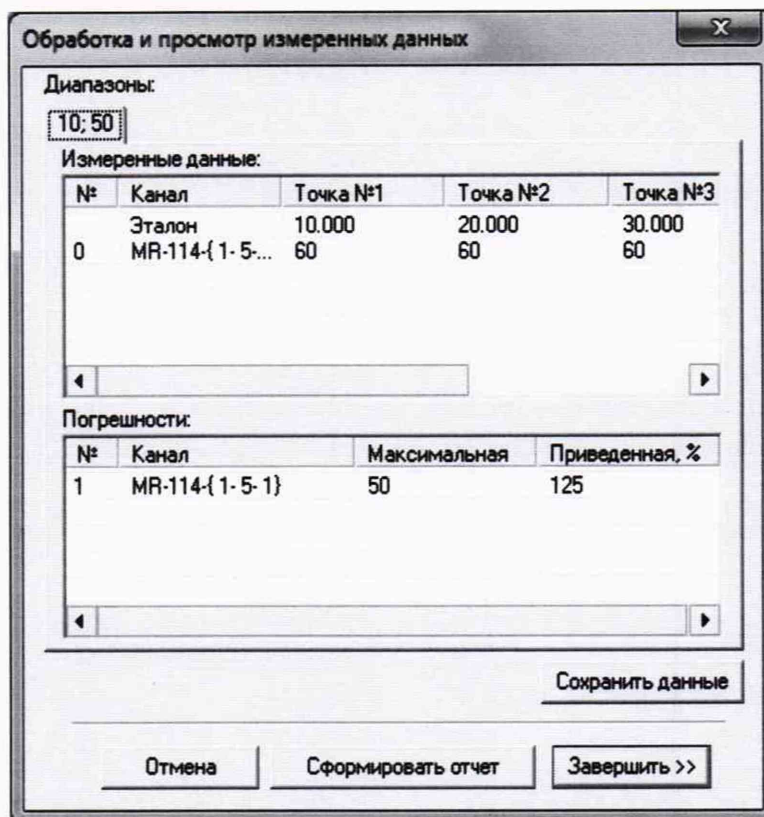 Обработка и просмотр измеренных данных
x
Диапазоны:
10; 50
Измеренные данные:
№ Канал Точка №1 Точка №2 Точка №3
Эталон 10.000 20.000 30.000
0 MR-114-{ 1- 5-... 60 60 60
Погрешности:
№ Канал Максимальная Приведенная, %
1 MR-114-{ 1- 5- 1} 50 125
Сохранить данные
Отмена Сформировать отчет Завершить >>